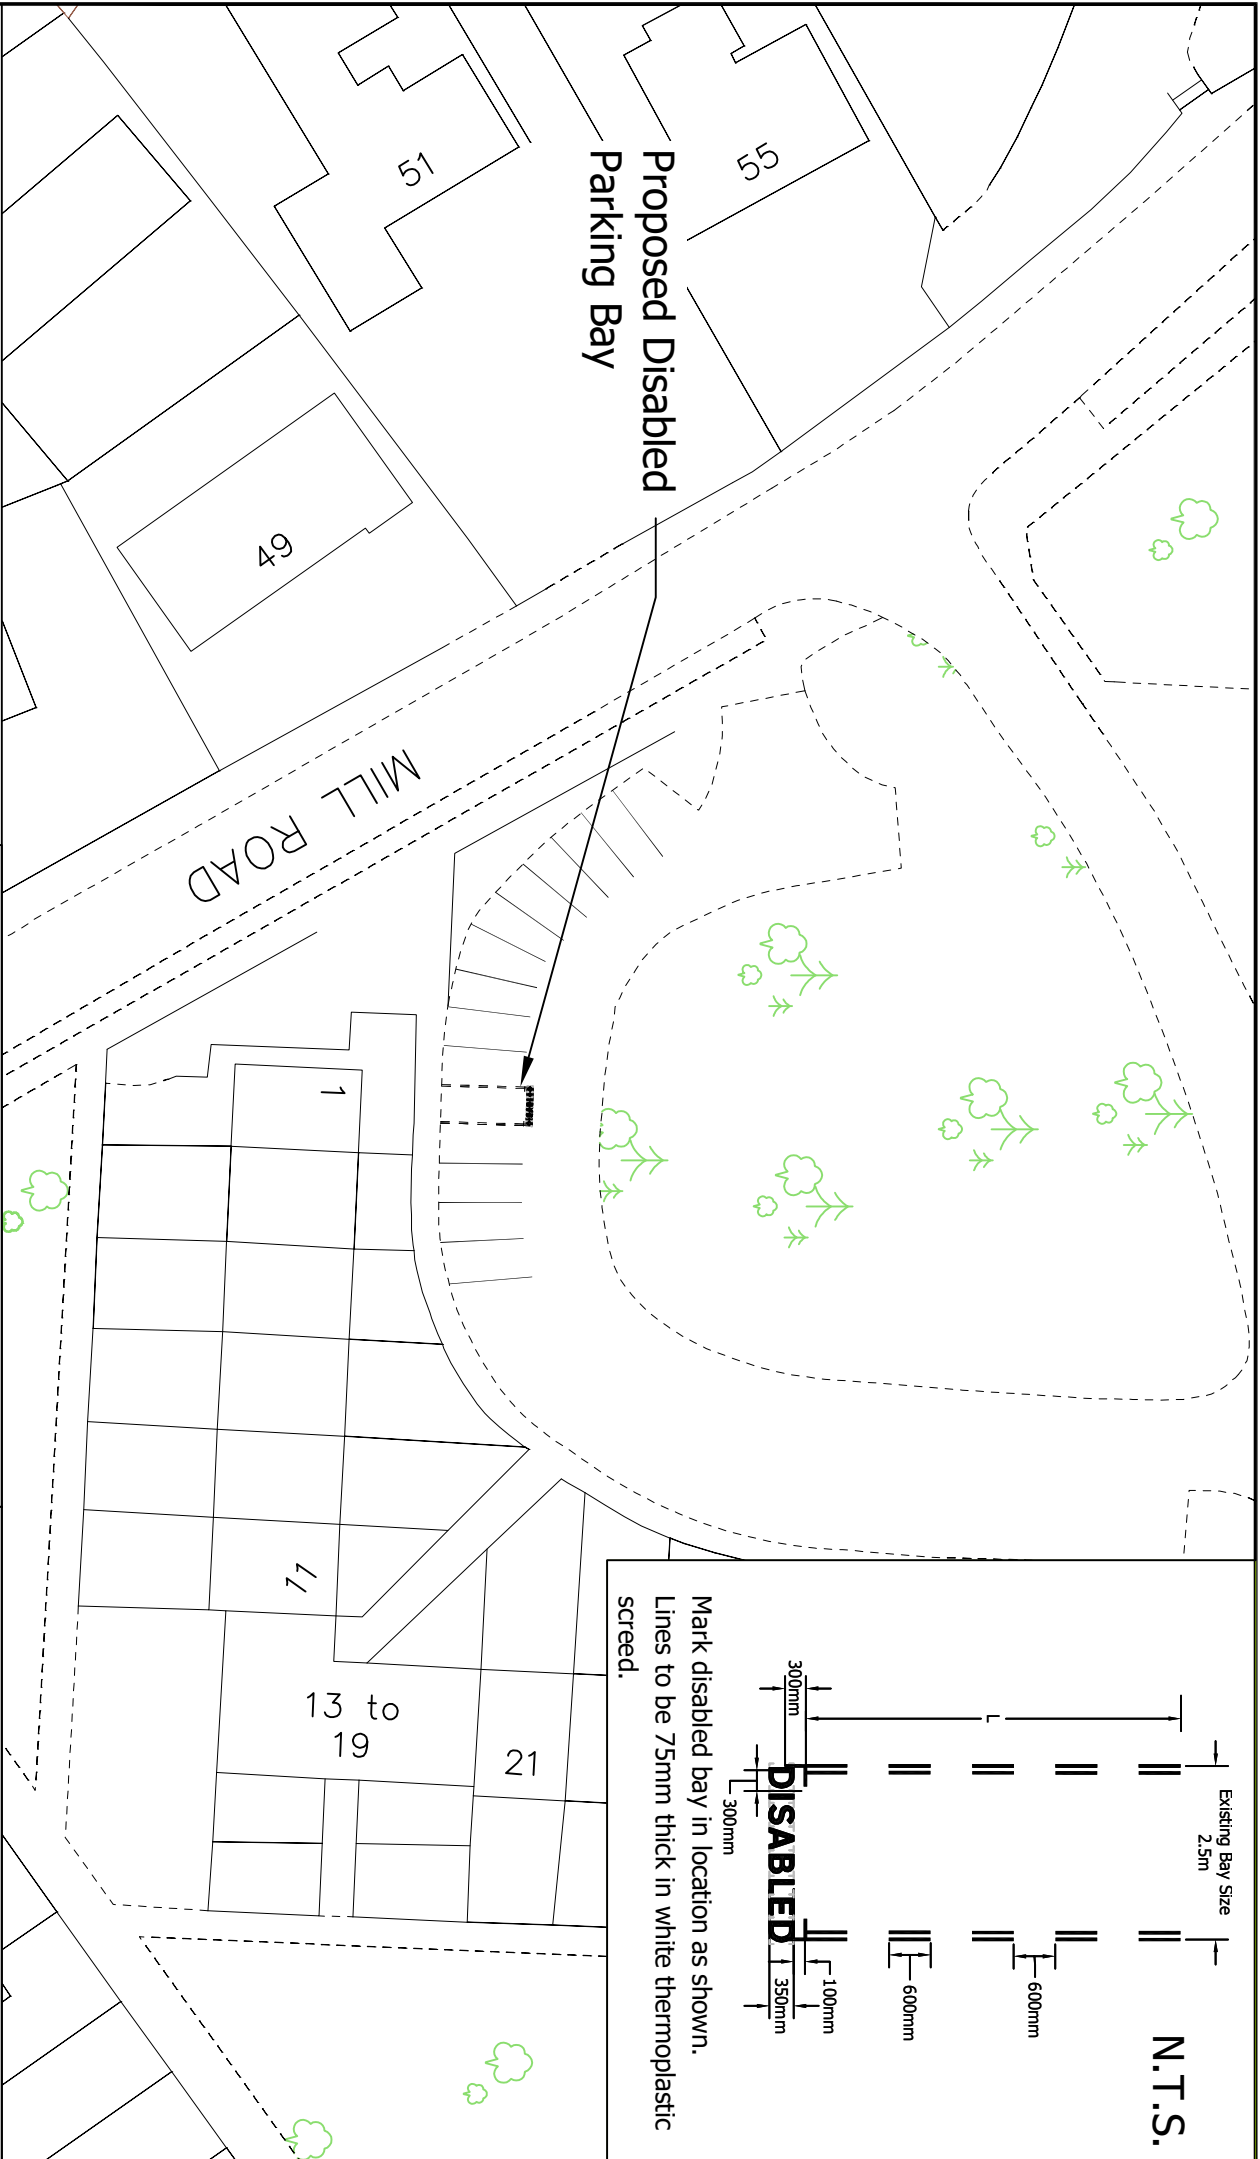 Proposed Disabled
Parking Bay
55
51
49
MILL ROAD
1
11
13 to
19
21
N.T.S.
Existing Bay Size
2.5m
L
300mm
300mm
DISABLED
100mm
350mm
600mm
600mm
Mark disabled bay in location as shown.
Lines to be 75mm thick in white thermoplastic
screed.